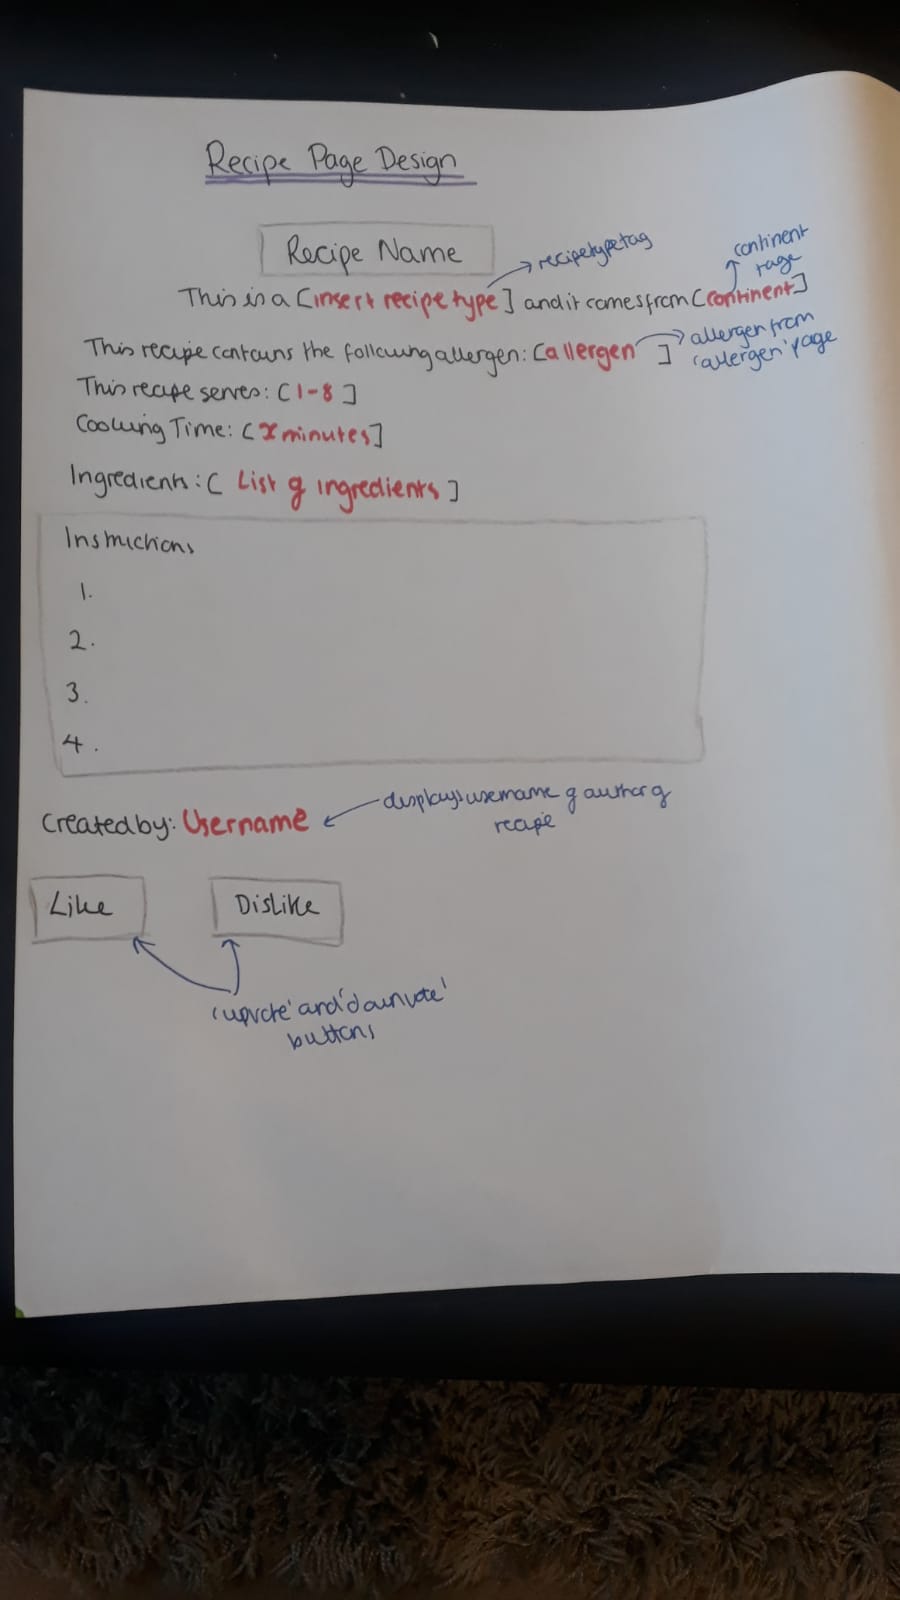 Recipe Page Design
Recipe Name
recipetypetag
continent
page
This is a [insert recipe type] and it comes from [continent]
This recipe contains the following allergen: [allergen ]
allergen from
'allergen' page
This recipe serves: [1-8]
Cooking Time: [x minutes]
Ingredients: [List of ingredients]
Instructions
1.
2.
3.
4.
Created by: Username
displays username of author of
recipe
Like
Dislike
'upvote' and 'downvote'
buttons